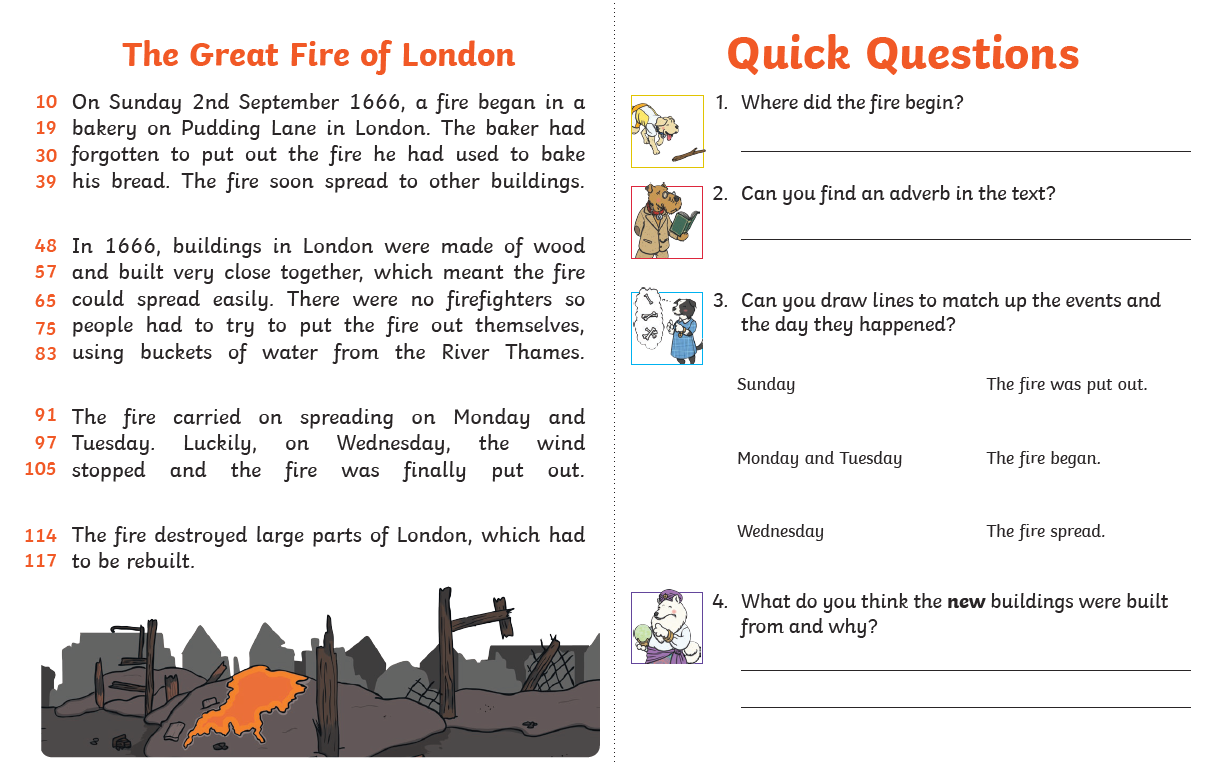 The Great Fire of London
10 On Sunday 2nd September 1666, a fire began in a
19 bakery on Pudding Lane in London. The baker had
30 forgotten to put out the fire he had used to bake
39 his bread. The fire soon spread to other buildings.
48 In 1666, buildings in London were made of wood
57 and built very close together, which meant the fire
65 could spread easily. There were no firefighters so
75 people had to try to put the fire out themselves,
83 using buckets of water from the River Thames.
91 The fire carried on spreading on Monday and
97 Tuesday. Luckily, on Wednesday, the wind
105 stopped and the fire was finally put out.
114 The fire destroyed large parts of London, which had
117 to be rebuilt.
Quick Questions
1. Where did the fire begin?
2. Can you find an adverb in the text?
3. Can you draw lines to match up the events and
the day they happened?
Sunday The fire was put out.
Monday and Tuesday The fire began.
Wednesday The fire spread.
4. What do you think the new buildings were built
from and why?